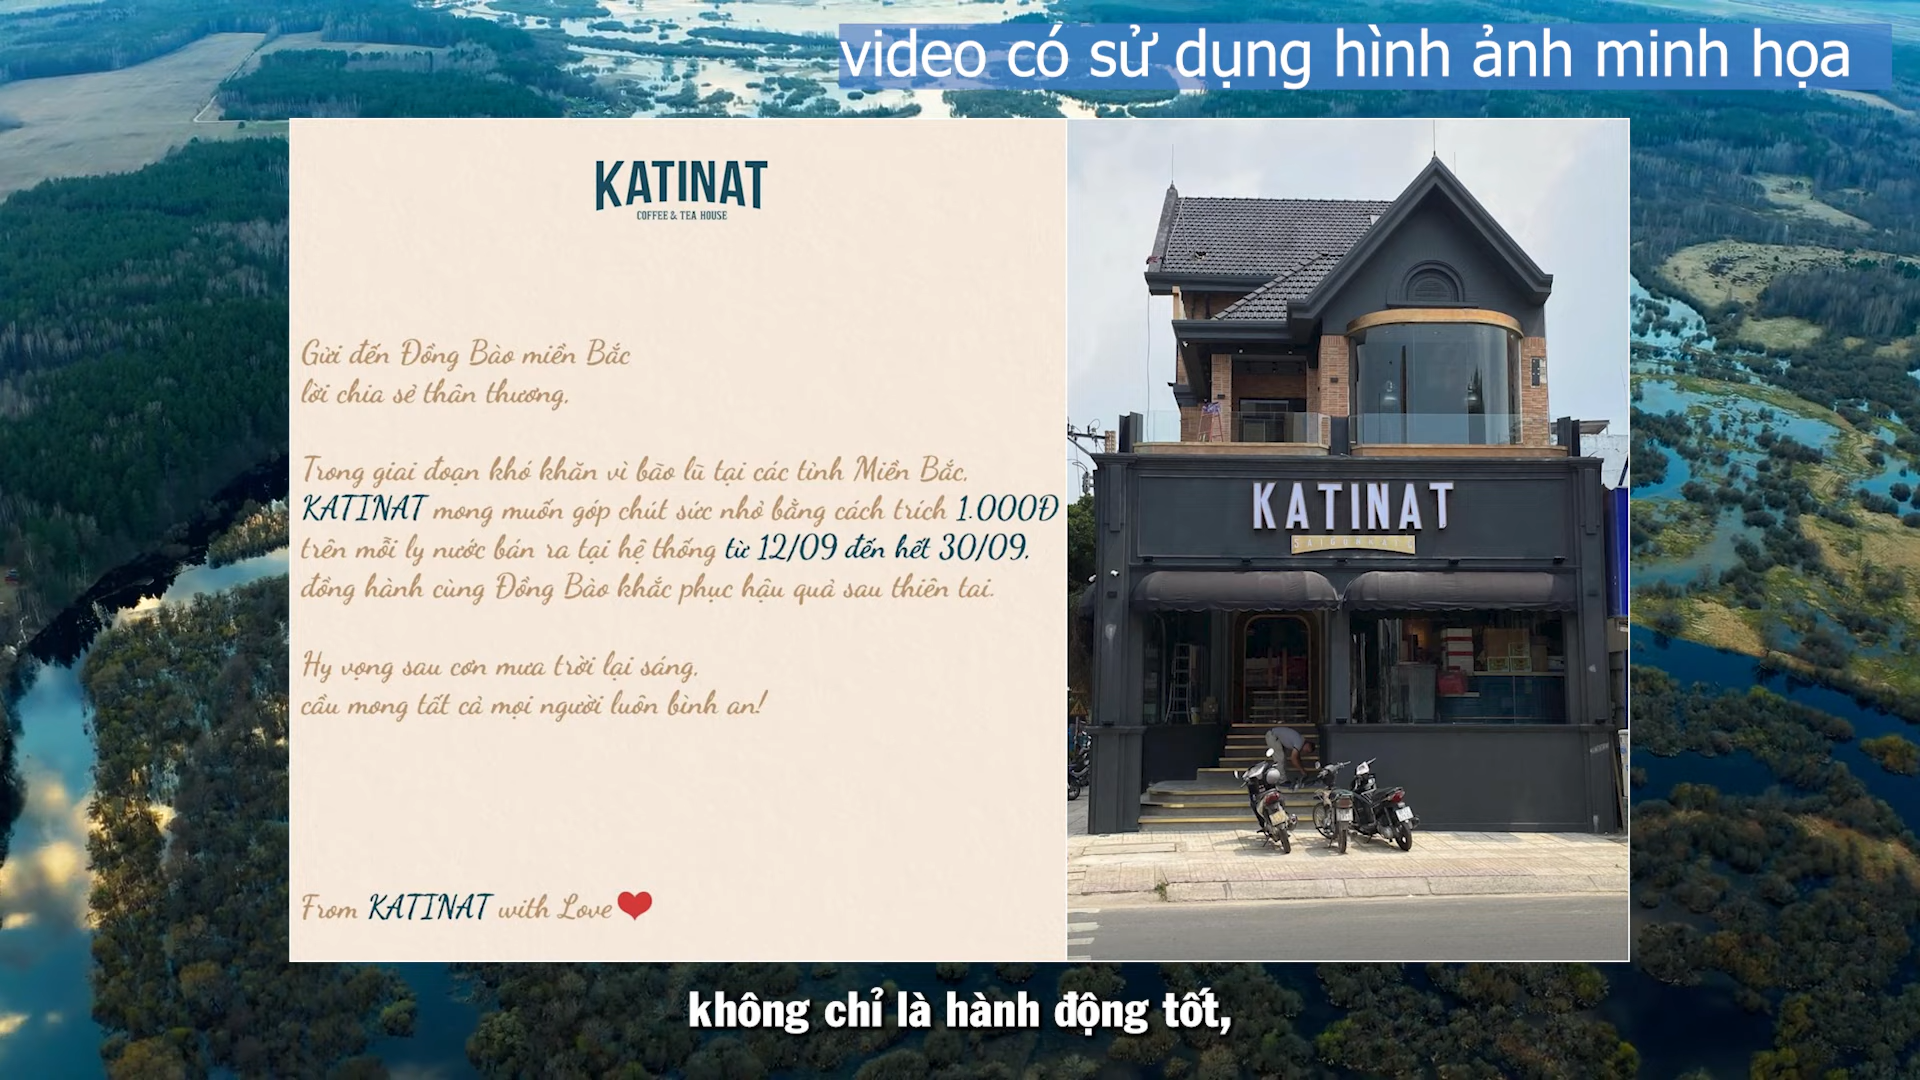 video có sử dụng hình ảnh minh họa
KATINAT
COFFEE & TEA HOUSE
Gửi đến Đồng Bào miền Bắc
lời chia sẻ thân thương,
Trong giai đoạn khó khăn vì bão lũ tại các tỉnh Miền Bắc,
KATINAT mong muốn góp chút sức nhỏ bằng cách trích 1.000Đ
trên mỗi ly nước bán ra tại hệ thống từ 12/09 đến hết 30/09,
đồng hành cùng Đồng Bào khắc phục hậu quả sau thiên tai.
Hy vọng sau cơn mưa trời lại sáng,
cầu mong tất cả mọi người luôn bình an!
From KATINAT with Love
KATINAT
không chỉ là hành động tốt,